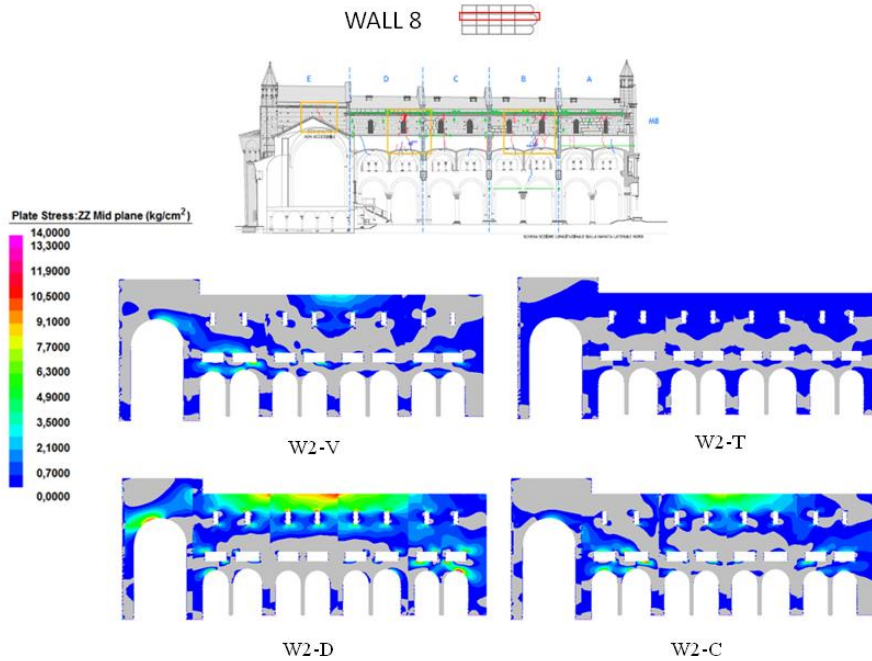 WALL 8
E D C B A
M8
NON ACCESSIBILE
Plate Stress:ZZ Mid plane (kg/cm²)
14,0000
13,3000
11,9000
10,5000
9,1000
7,7000
6,3000
4,9000
3,5000
2,1000
0,7000
0,0000
W2-V
W2-T
W2-D
W2-C